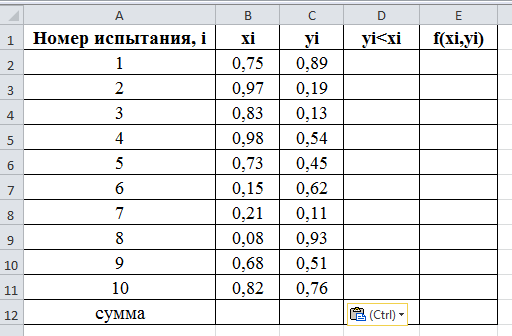 A B C D E
1 Номер испытания, i xi yi yi<xi f(xi,yi)
2 1 0,75 0,89
3 2 0,97 0,19
4 3 0,83 0,13
5 4 0,98 0,54
6 5 0,73 0,45
7 6 0,15 0,62
8 7 0,21 0,11
9 8 0,08 0,93
10 9 0,68 0,51
11 10 0,82 0,76
12 сумма (Ctrl)